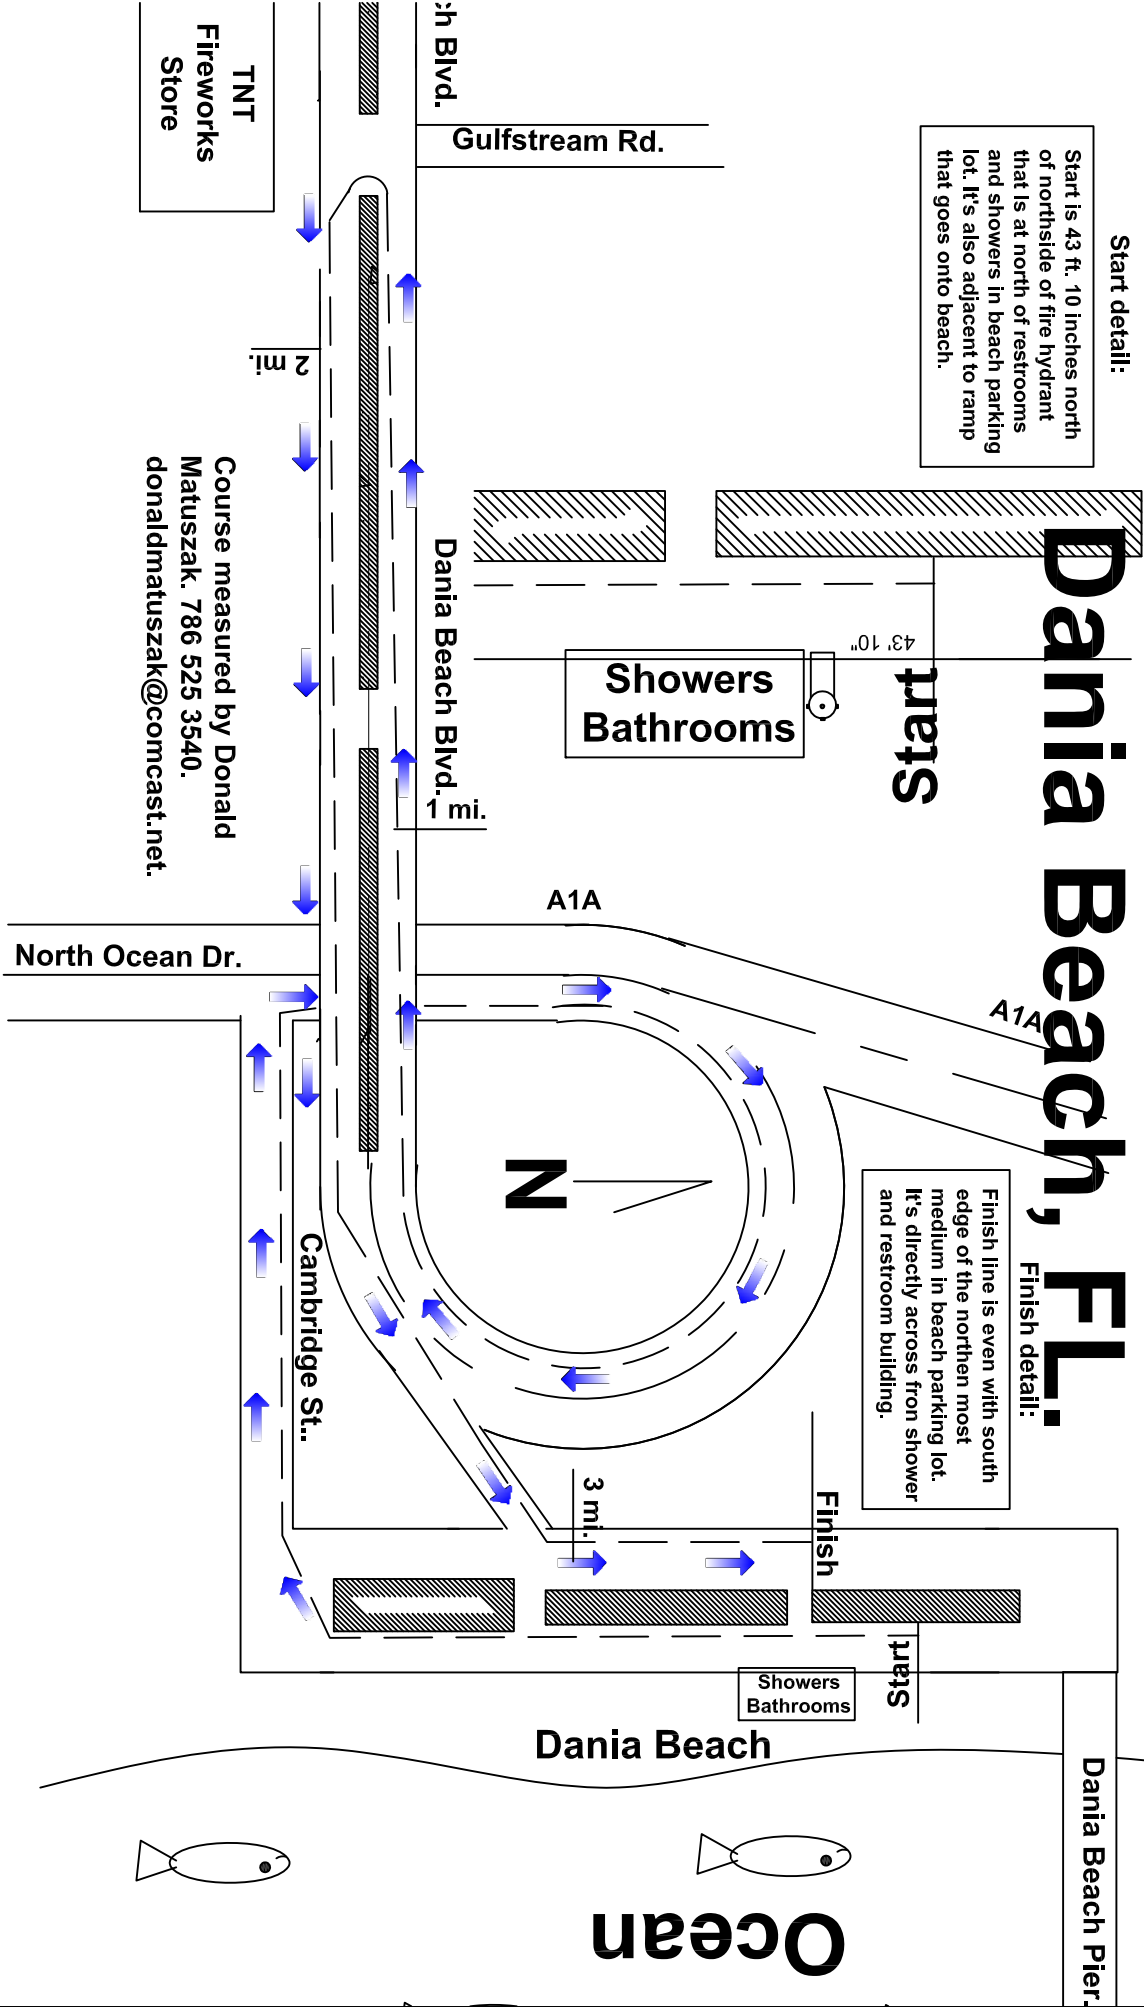 Dania Beach, FL.
Start detail:
Start is 43 ft. 10 inches north
of northside of fire hydrant
that is at north of restrooms
and showers in beach parking
lot. It's also adjacent to ramp
that goes onto beach.
TNT
Fireworks
Store
ch Blvd.
Gulfstream Rd.
2 mi.
Course measured by Donald
Matuszak. 786 525 3540.
donaldmatuszak@comcast.net.
Dania Beach Blvd.
1 mi.
43' 10"
Start
Showers
Bathrooms
A1A
North Ocean Dr.
A1A
N
Finish detail:
Finish line is even with south
edge of the northen most
medium in beach parking lot.
It's directly across fron shower
and restroom building.
Cambridge St..
3 mi.
Finish
Start
Showers
Bathrooms
Dania Beach
Dania Beach Pier.
Ocean